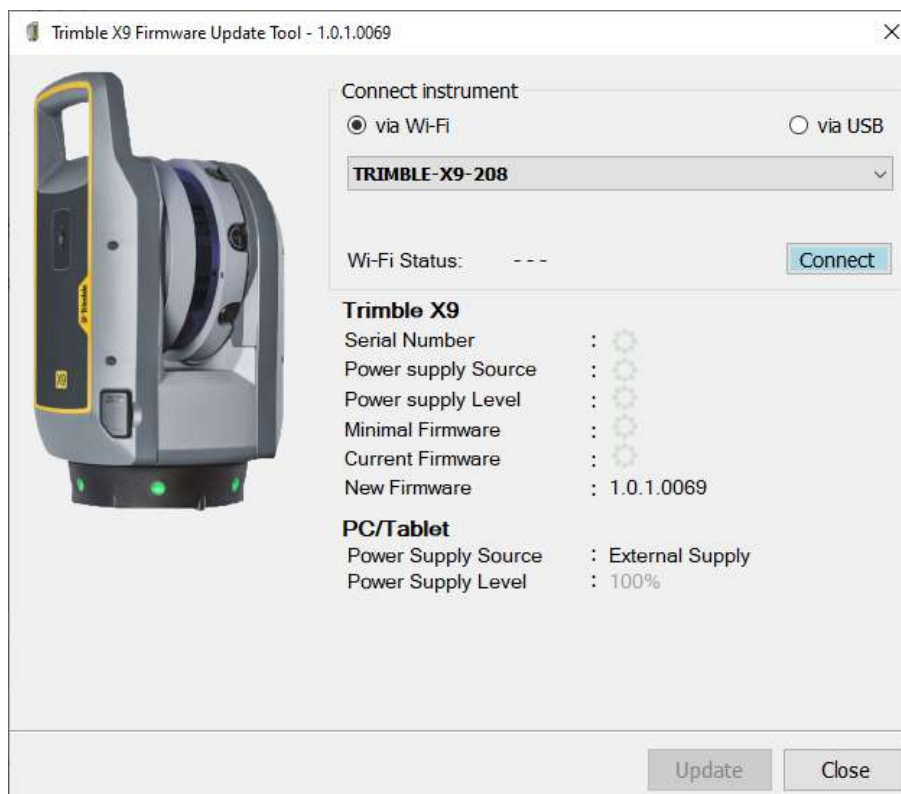 Trimble X9 Firmware Update Tool - 1.0.1.0069
Connect instrument
via Wi-Fi
via USB
TRIMBLE-X9-208
Wi-Fi Status: - - -
Connect
Trimble X9
Serial Number :
Power supply Source :
Power supply Level :
Minimal Firmware :
Current Firmware :
New Firmware : 1.0.1.0069
PC/Tablet
Power Supply Source : External Supply
Power Supply Level : 100%
Trimble
X9
Update
Close